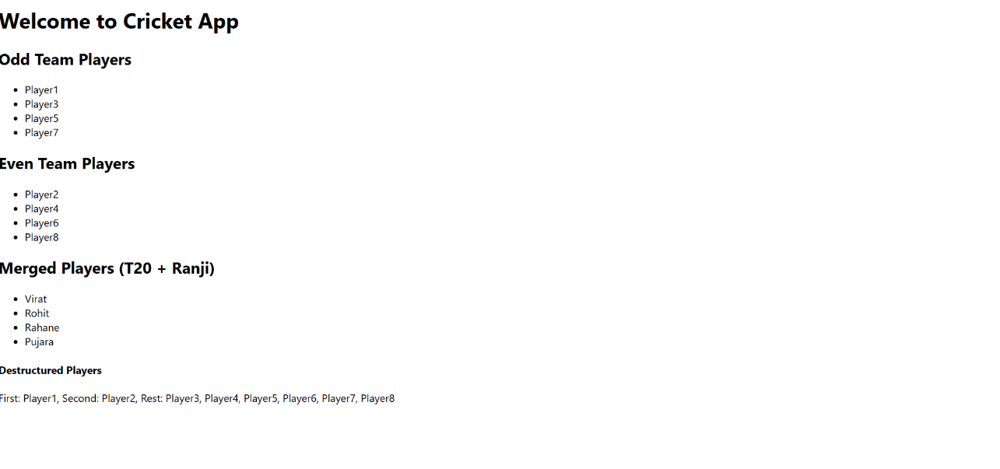 Welcome to Cricket App
Odd Team Players
Player1
Player3
Player5
Player7
Even Team Players
Player2
Player4
Player6
Player8
Merged Players (T20 + Ranji)
Virat
Rohit
Rahane
Pujara
Destructured Players
First: Player1, Second: Player2, Rest: Player3, Player4, Player5, Player6, Player7, Player8